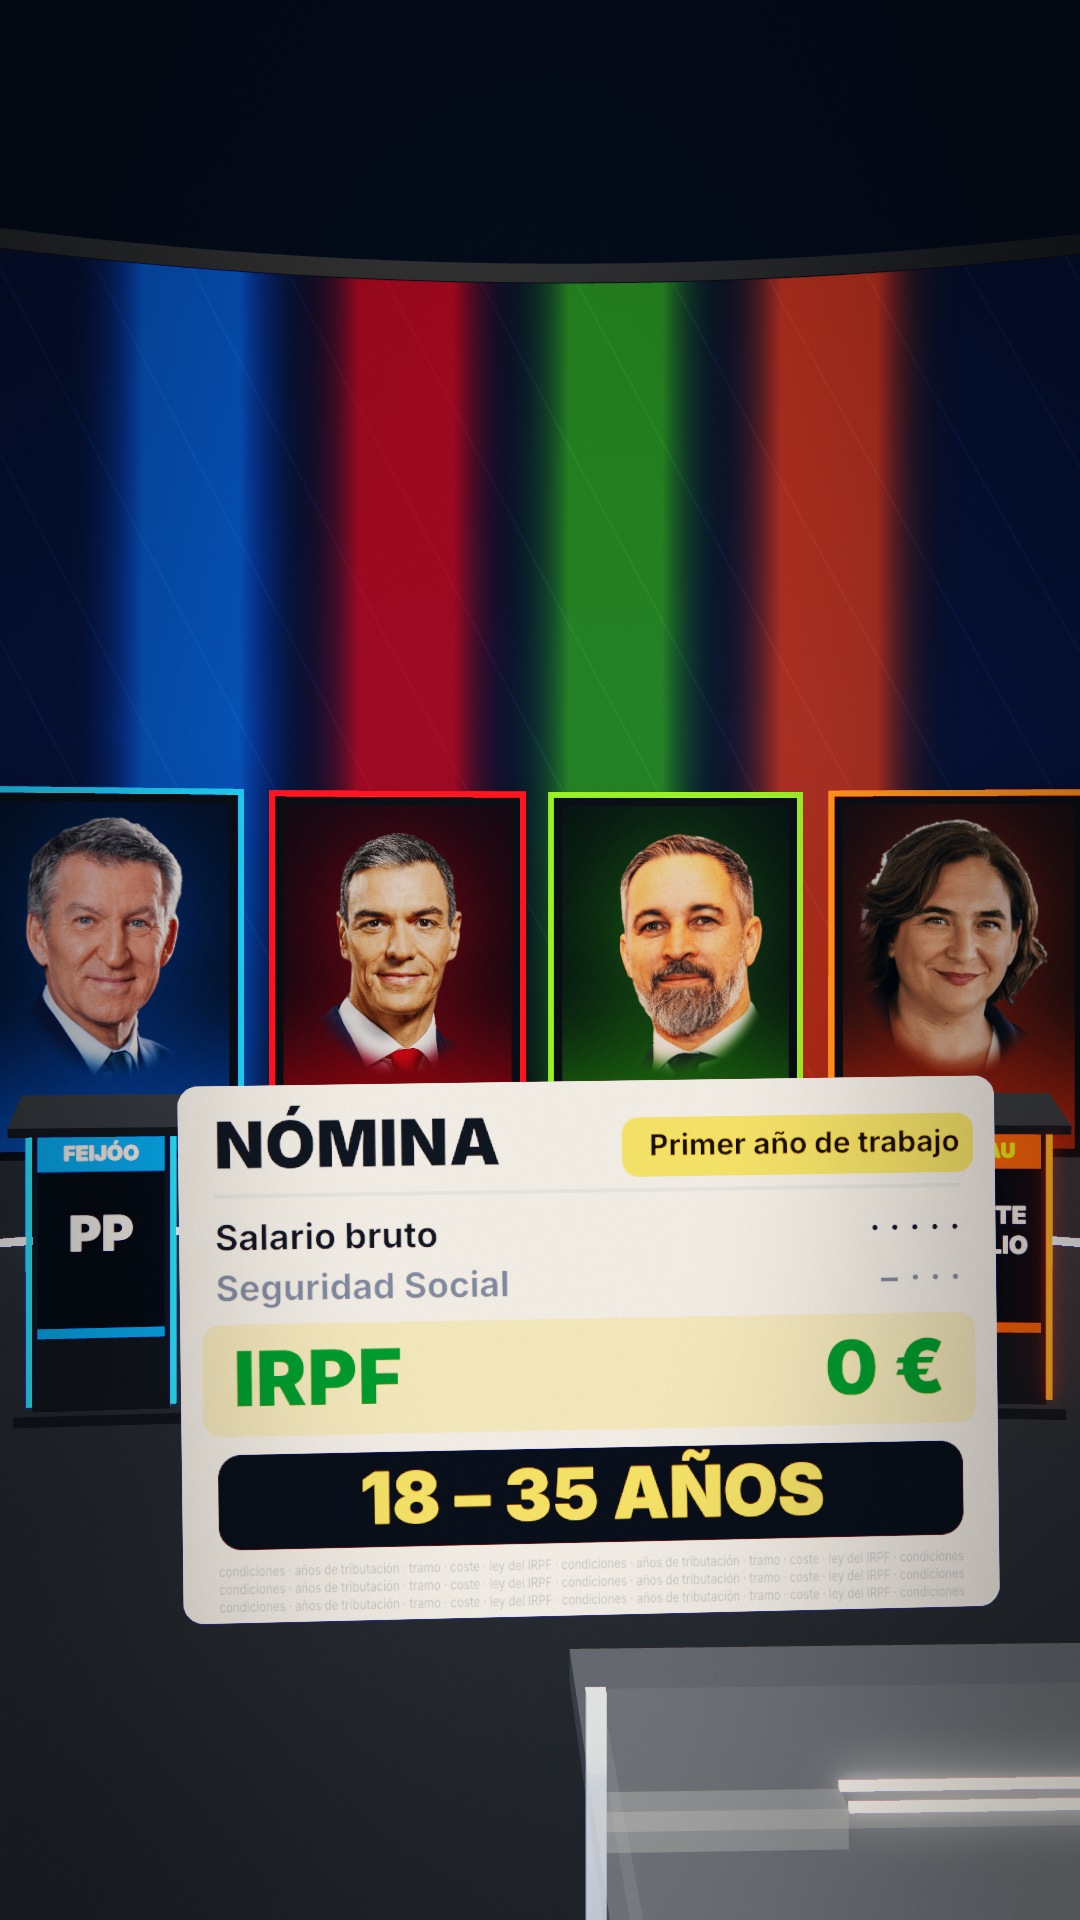 FEIJÓO
PP
AU
TE
LIO
NÓMINA
Primer año de trabajo
Salario bruto
· · · · ·
Seguridad Social
– · · ·
IRPF
0 €
18 – 35 AÑOS
condiciones · años de tributación · tramo · coste · ley del IRPF · condiciones · años de tributación · tramo · coste · ley del IRPF · condiciones
condiciones · años de tributación · tramo · coste · ley del IRPF · condiciones · años de tributación · tramo · coste · ley del IRPF · condiciones
condiciones · años de tributación · tramo · coste · ley del IRPF · condiciones · años de tributación · tramo · coste · ley del IRPF · condiciones